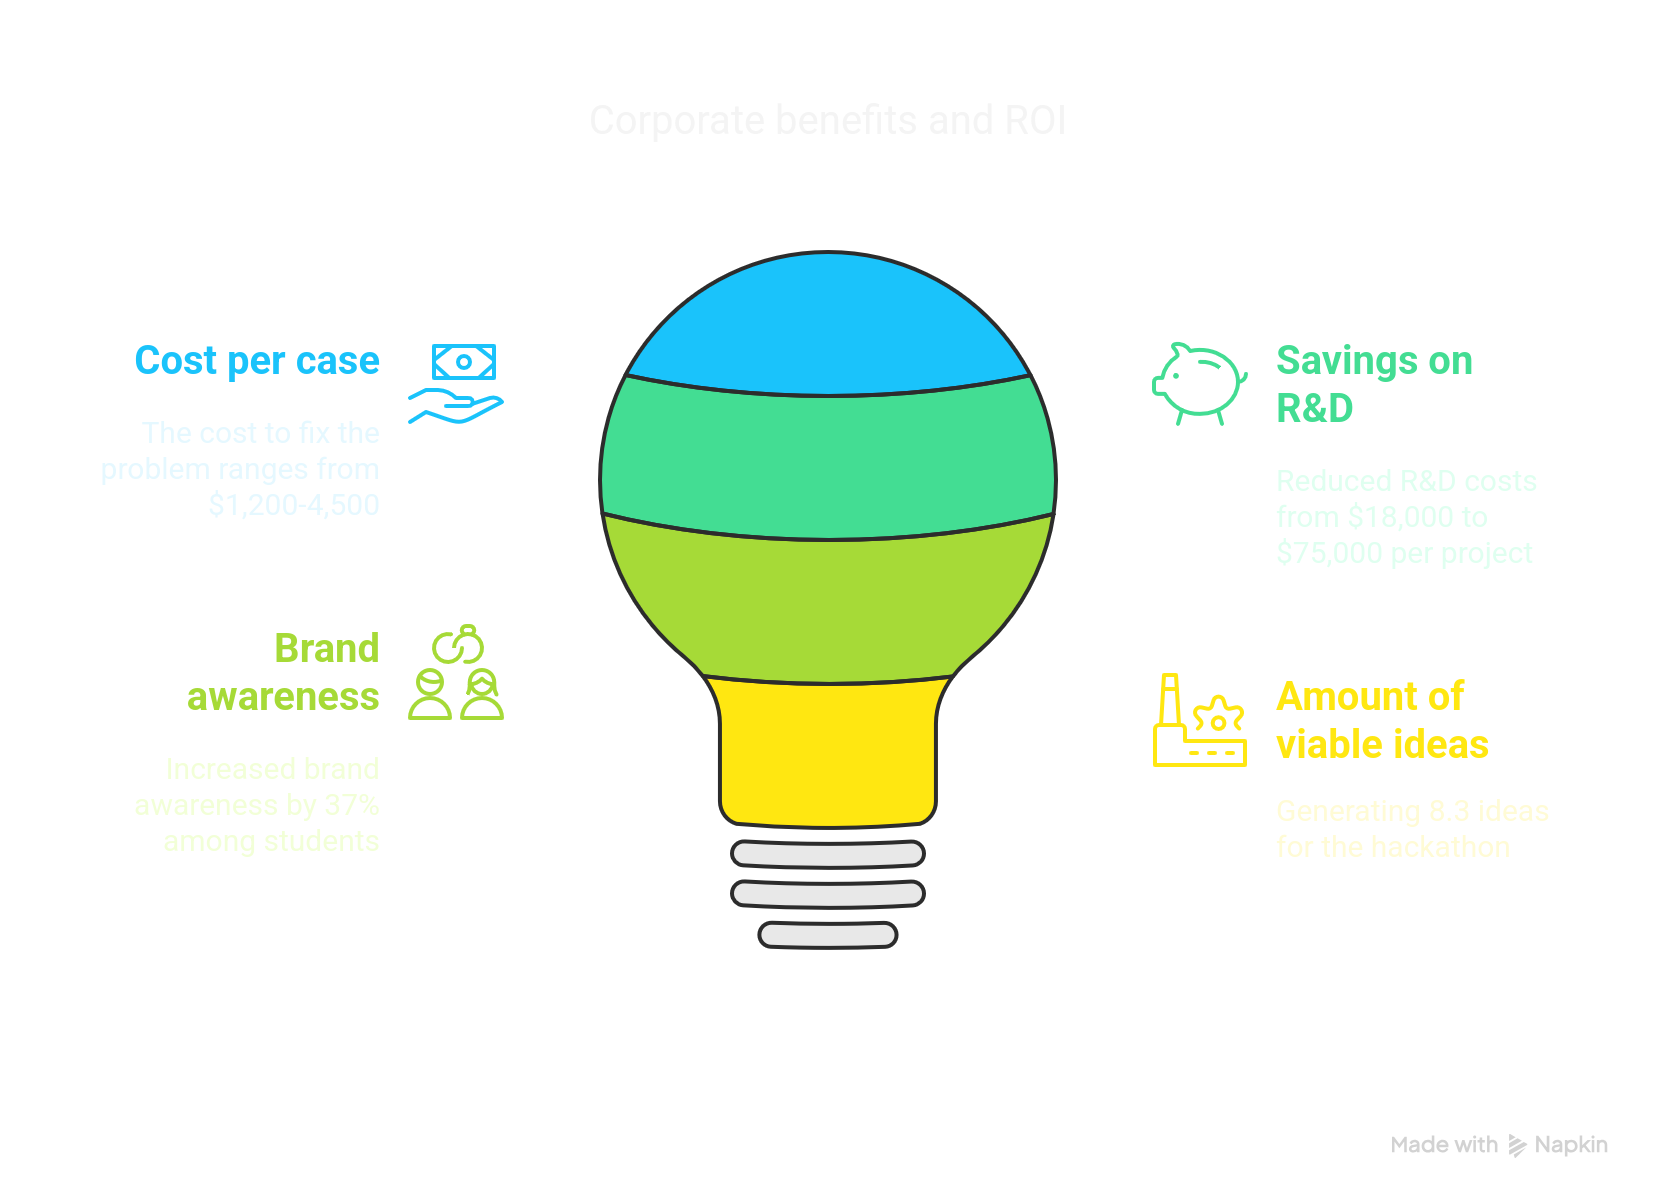 Corporate benefits and ROI
Cost per case
The cost to fix the
problem ranges from
$1,200-4,500
Savings on
R&D
Reduced R&D costs
from $18,000 to
$75,000 per project
Brand
awareness
Increased brand
awareness by 37%
among students
Amount of
viable ideas
Generating 8.3 ideas
for the hackathon
Made with Napkin